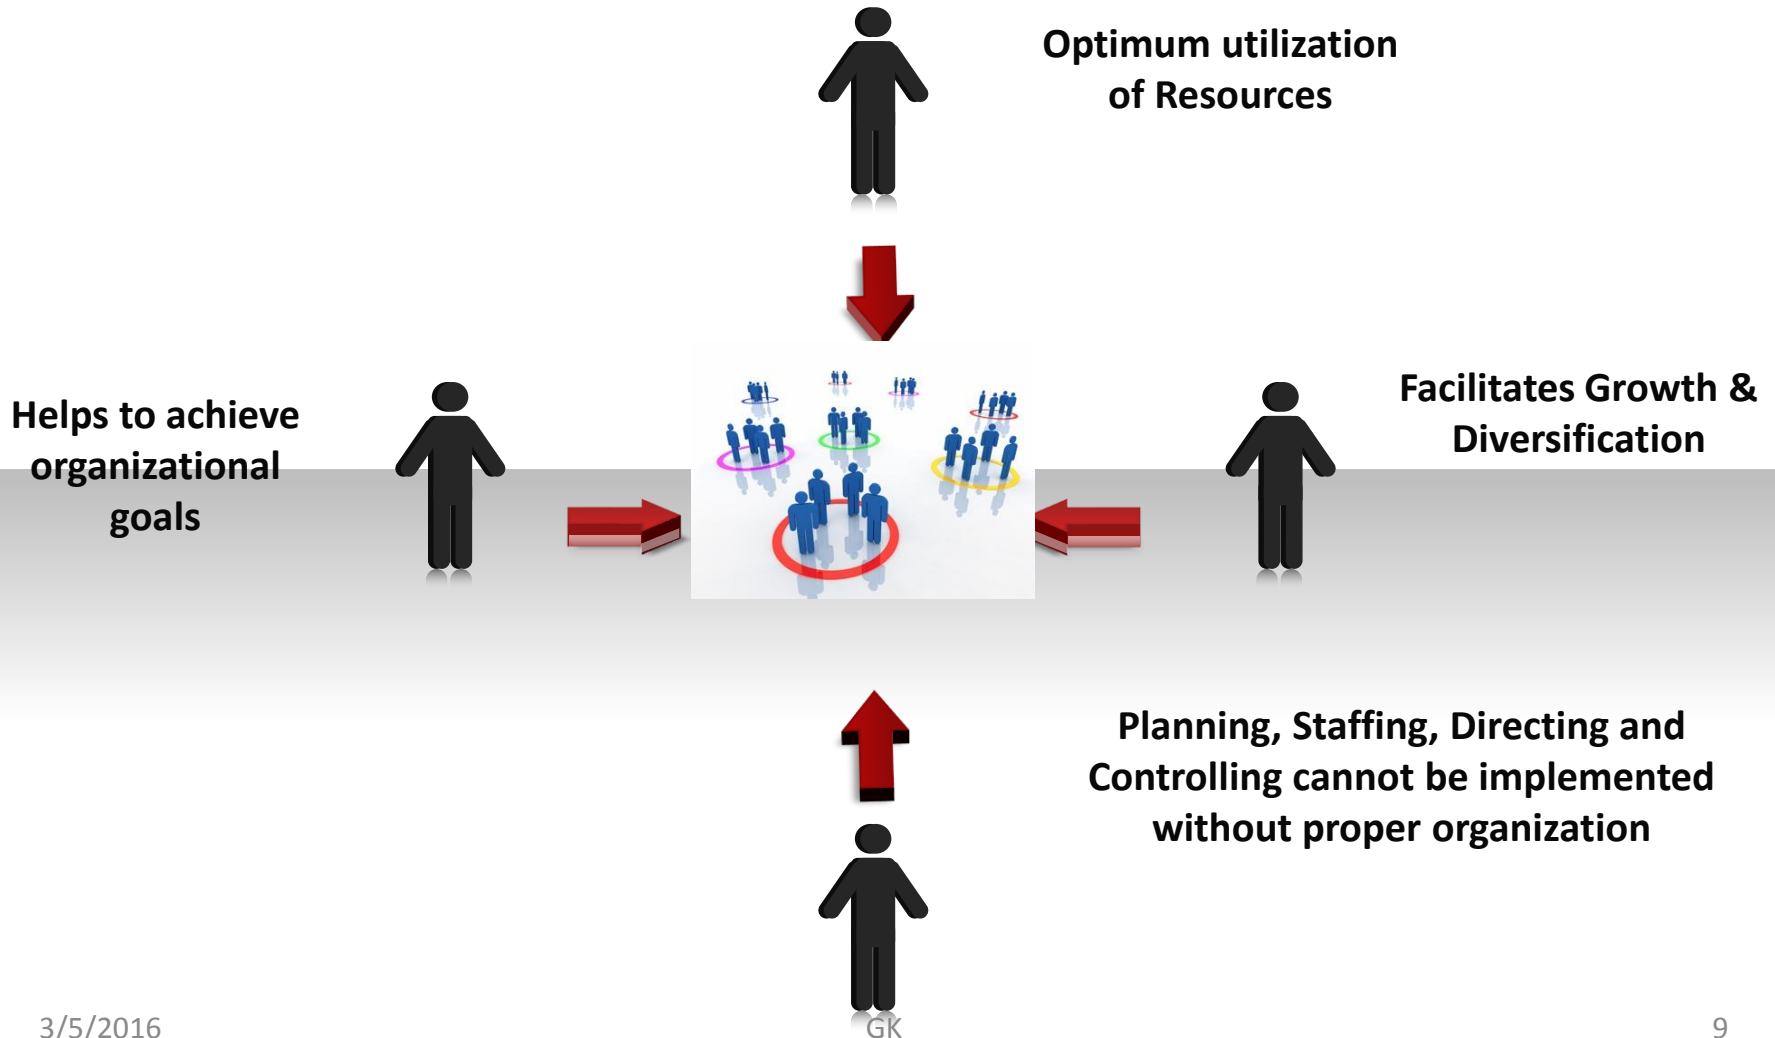 Optimum utilization
of Resources
Helps to achieve
organizational
goals
Facilitates Growth &
Diversification
Planning, Staffing, Directing and
Controlling cannot be implemented
without proper organization
3/5/2016
GK
9